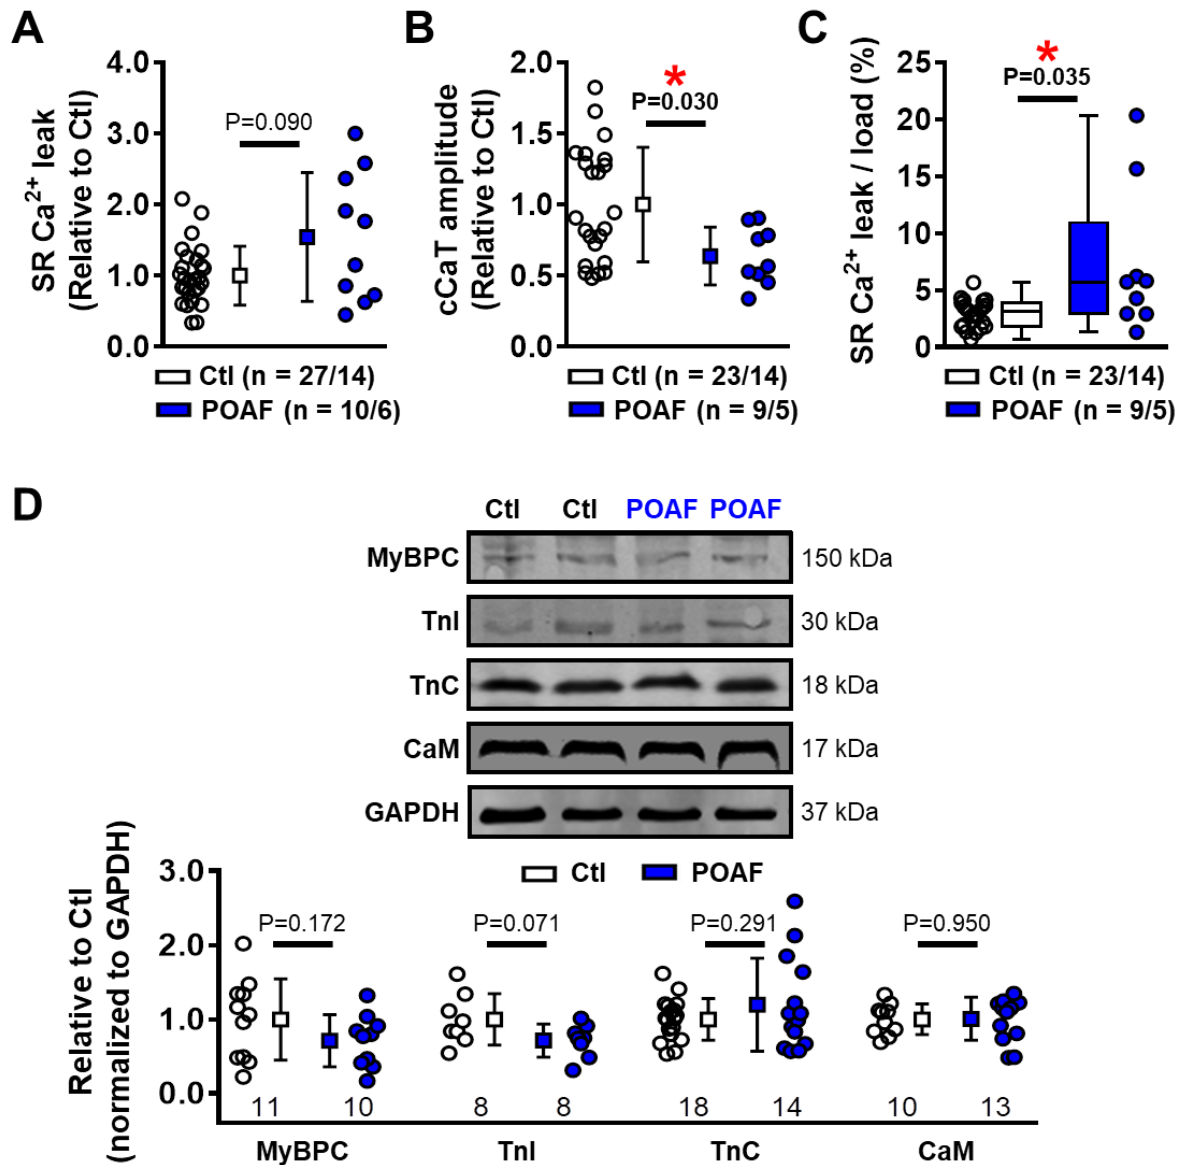 A
SR Ca²⁺ leak
(Relative to Ctl)
4.0
3.0
2.0
1.0
0.0
P=0.090
Ctl (n = 27/14)
POAF (n = 10/6)
B
cCaT amplitude
(Relative to Ctl)
2.0
1.5
1.0
0.5
0.0
*
P=0.030
Ctl (n = 23/14)
POAF (n = 9/5)
C
SR Ca²⁺ leak / load (%)
25
20
15
10
5
0
*
P=0.035
Ctl (n = 23/14)
POAF (n = 9/5)
D
Ctl Ctl POAF POAF
MyBPC 150 kDa
TnI 30 kDa
TnC 18 kDa
CaM 17 kDa
GAPDH 37 kDa
Ctl POAF
Relative to Ctl
(normalized to GAPDH)
3.0
2.0
1.0
0.0
P=0.172 P=0.071 P=0.291 P=0.950
11 10 8 8 18 14 10 13
MyBPC TnI TnC CaM